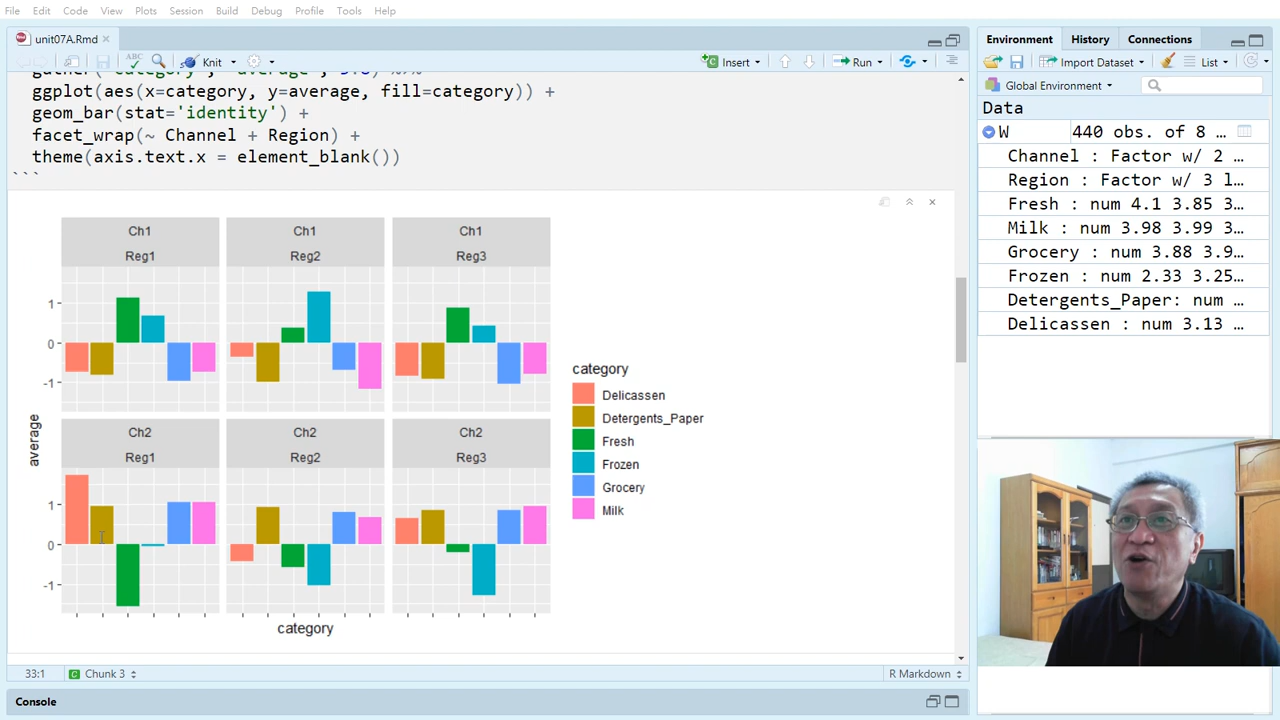 File Edit Code View Plots Session Build Debug Profile Tools Help
unit07A.Rmd
Environment History Connections
ABC Knit Insert Run
Import Dataset List
Global Environment
ggplot(aes(x=category, y=average, fill=category)) +
geom_bar(stat='identity') +
facet_wrap(~ Channel + Region) +
theme(axis.text.x = element_blank())
```
Data
W 440 obs. of 8 …
Channel : Factor w/ 2 …
Region : Factor w/ 3 l…
Fresh : num 4.1 3.85 3…
Milk : num 3.98 3.99 3…
Grocery : num 3.88 3.9…
Frozen : num 2.33 3.25…
Detergents_Paper: num …
Delicassen : num 3.13 …
Ch1 Ch1 Ch1
Reg1 Reg2 Reg3
1
0
-1
Ch2 Ch2 Ch2
Reg1 Reg2 Reg3
1
0
-1
average
category
category
Delicassen
Detergents_Paper
Fresh
Frozen
Grocery
Milk
33:1 C Chunk 3 R Markdown
Console